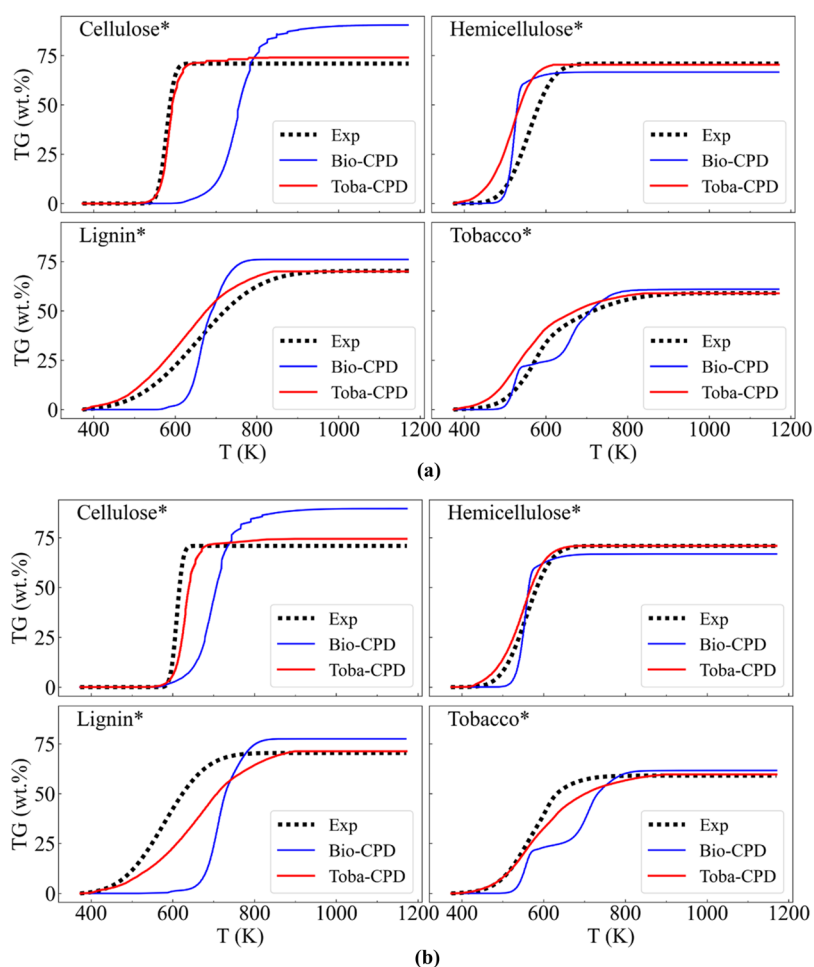 Cellulose*
Hemicellulose*
TG (wt.%)
75
50
25
0
Exp
Bio-CPD
Toba-CPD
Exp
Bio-CPD
Toba-CPD
Lignin*
Tobacco*
TG (wt.%)
75
50
25
0
Exp
Bio-CPD
Toba-CPD
Exp
Bio-CPD
Toba-CPD
400 600 800 1000 1200
400 600 800 1000 1200
T (K)
T (K)
(a)
Cellulose*
Hemicellulose*
TG (wt.%)
75
50
25
0
Exp
Bio-CPD
Toba-CPD
Exp
Bio-CPD
Toba-CPD
Lignin*
Tobacco*
TG (wt.%)
75
50
25
0
Exp
Bio-CPD
Toba-CPD
Exp
Bio-CPD
Toba-CPD
400 600 800 1000 1200
400 600 800 1000 1200
T (K)
T (K)
(b)